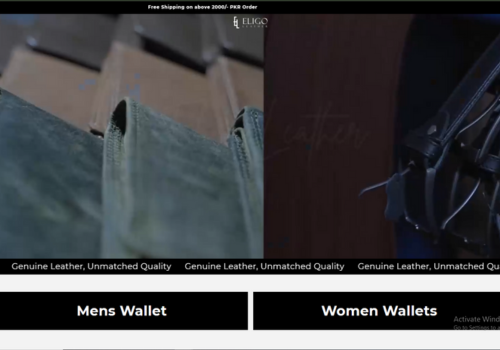 Free Shipping on above 2000/- PKR Order
ELIGO
Leather
Genuine Leather, Unmatched Quality Genuine Leather, Unmatched Quality Genuine Leather, Unmatched Qu
Mens Wallet
Women Wallets
Activate Wind
Go to Settings to